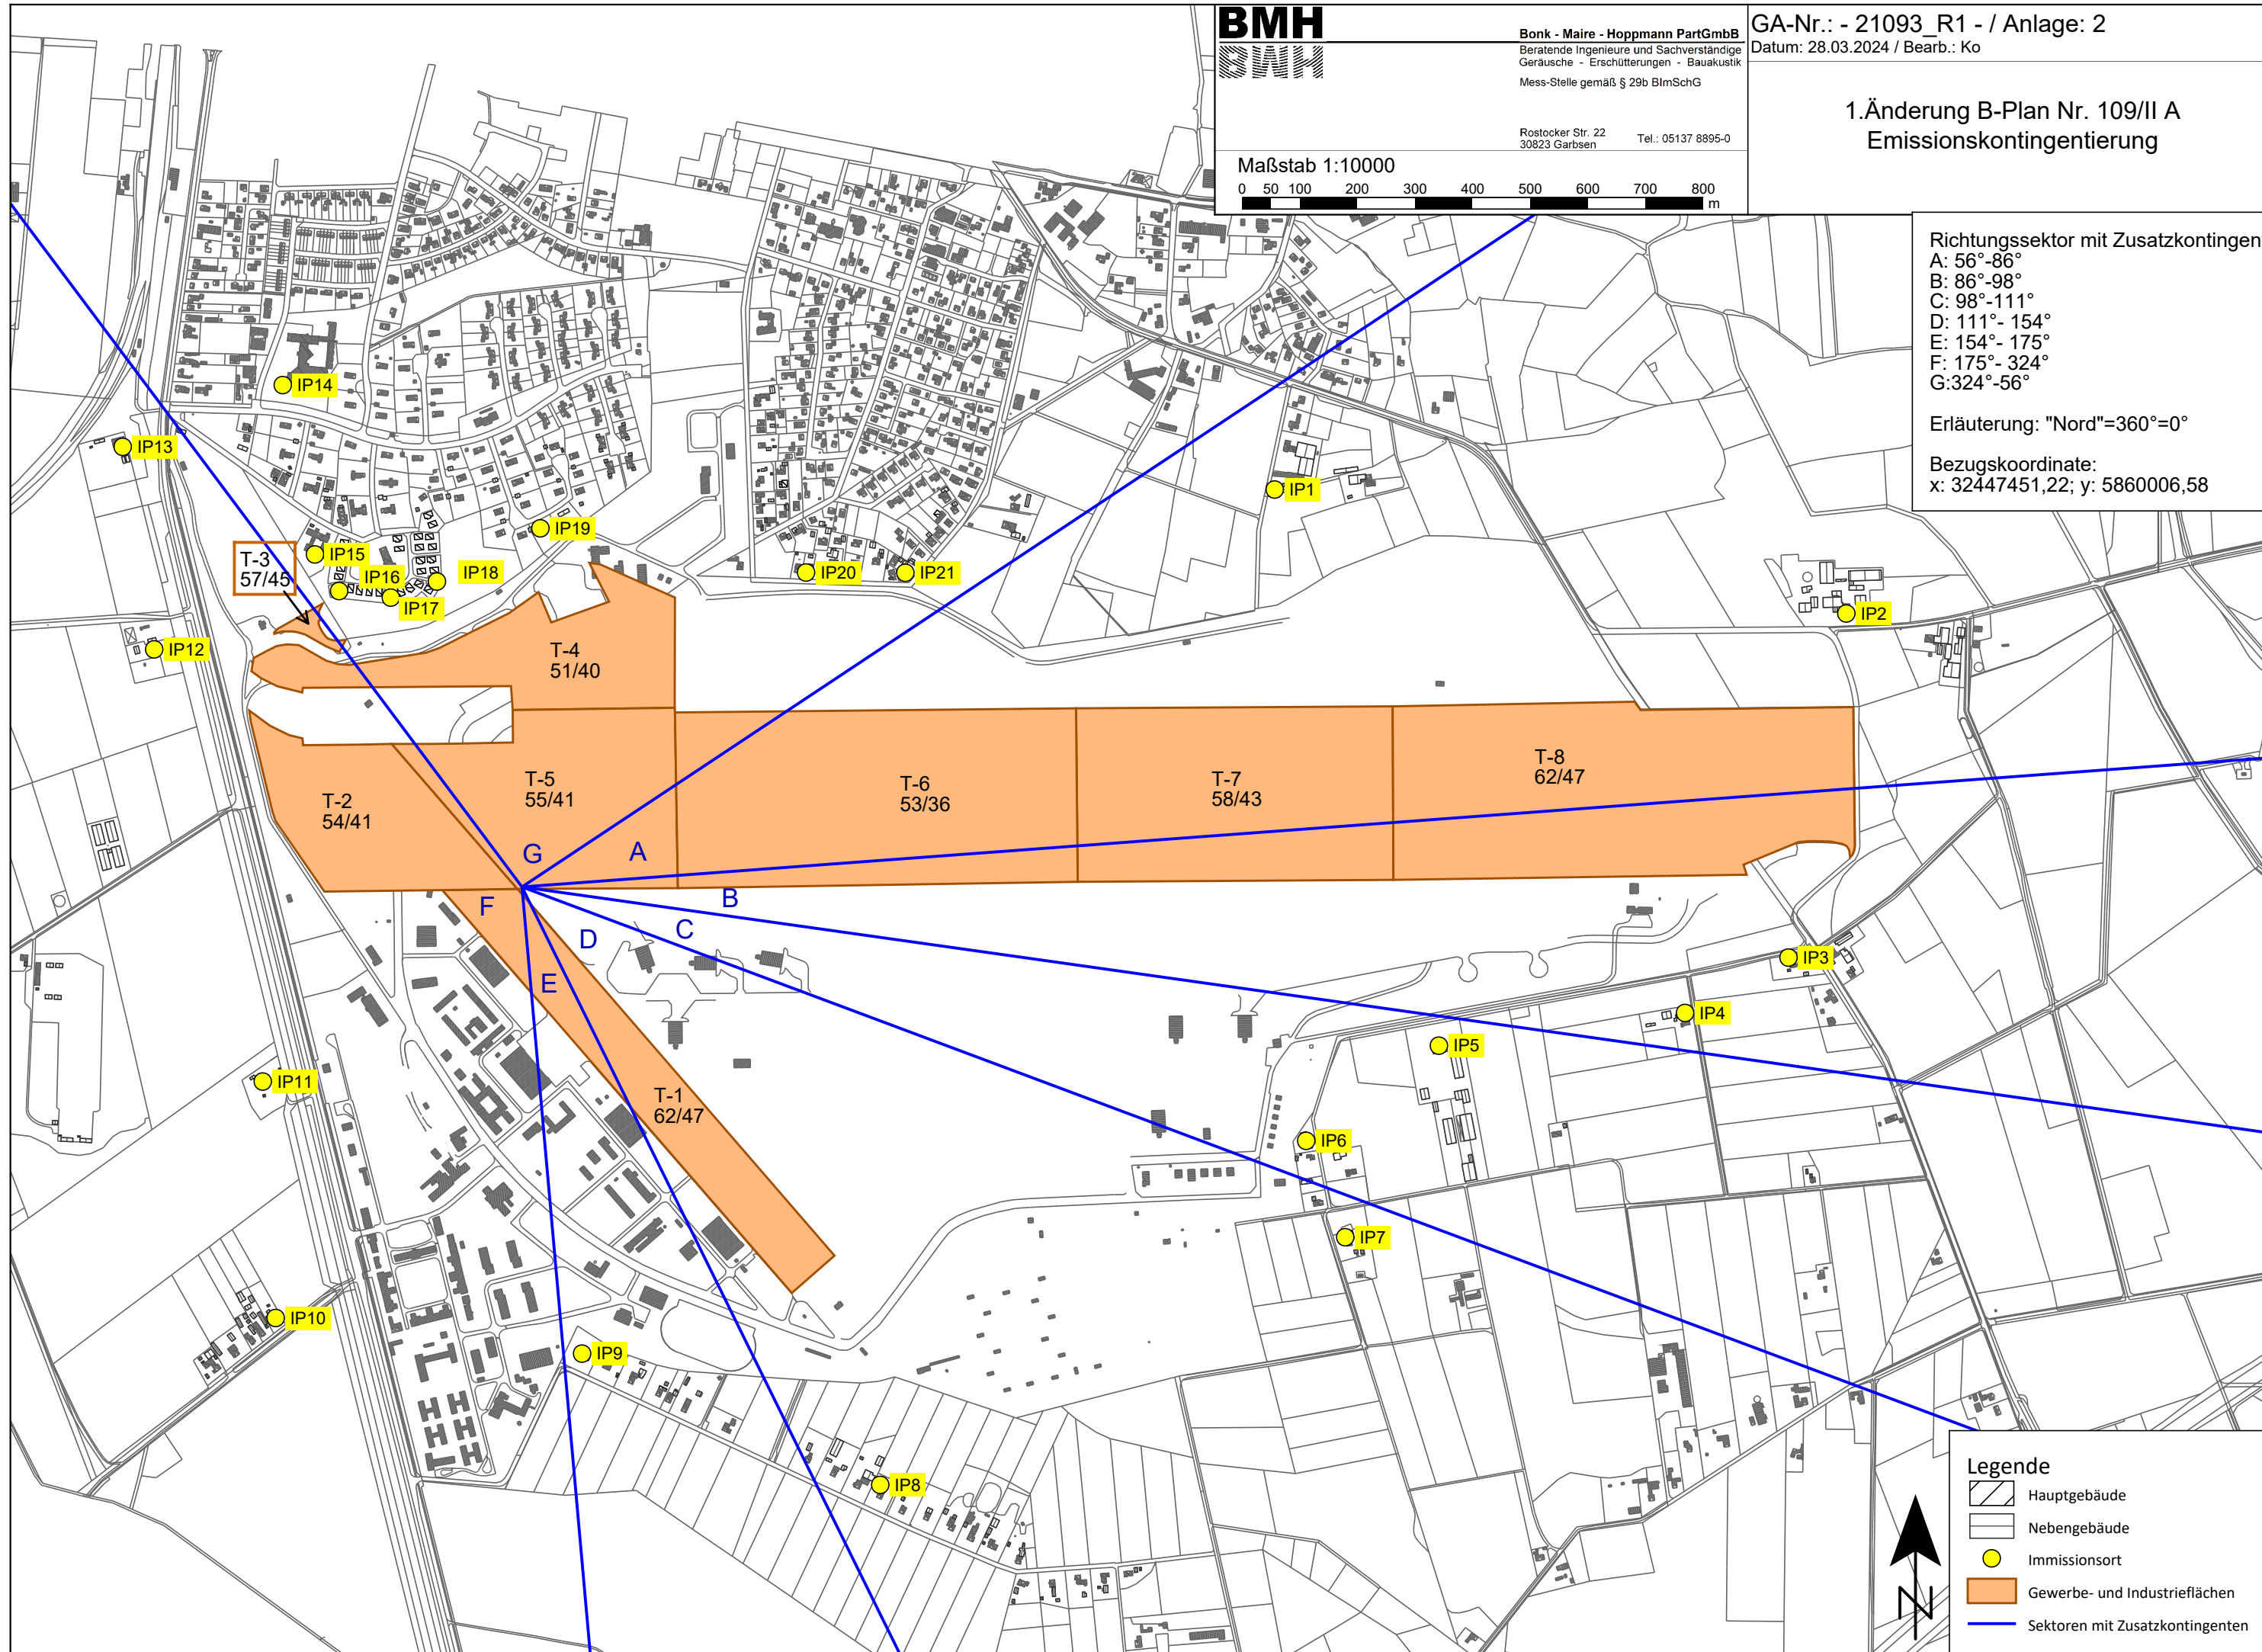 BMH
BMH
Bonk - Maire - Hoppmann PartGmbB
Beratende Ingenieure und Sachverständige
Geräusche - Erschütterungen - Bauakustik
Mess-Stelle gemäß § 29b BImSchG
Rostocker Str. 22
30823 Garbsen
Tel.: 05137 8895-0
GA-Nr.: - 21093_R1 - / Anlage: 2
Datum: 28.03.2024 / Bearb.: Ko
1.Änderung B-Plan Nr. 109/II A
Emissionskontingentierung
Maßstab 1:10000
0 50 100 200 300 400 500 600 700 800
m
Richtungssektor mit Zusatzkontingen
A: 56°-86°
B: 86°-98°
C: 98°-111°
D: 111°- 154°
E: 154°- 175°
F: 175°- 324°
G:324°-56°
Erläuterung: "Nord"=360°=0°
Bezugskoordinate:
x: 32447451,22; y: 5860006,58
IP14
IP13
IP1
IP19
IP15
IP16
IP18
IP17
IP20
IP21
IP2
IP12
T-3
57/45
T-4
51/40
T-5
55/41
T-2
54/41
T-6
53/36
T-7
58/43
T-8
62/47
G
A
B
F
C
D
E
IP3
IP4
IP5
IP11
T-1
62/47
IP6
IP7
IP10
IP9
IP8
Legende
Hauptgebäude
Nebengebäude
Immissionsort
Gewerbe- und Industrieflächen
Sektoren mit Zusatzkontingenten
N